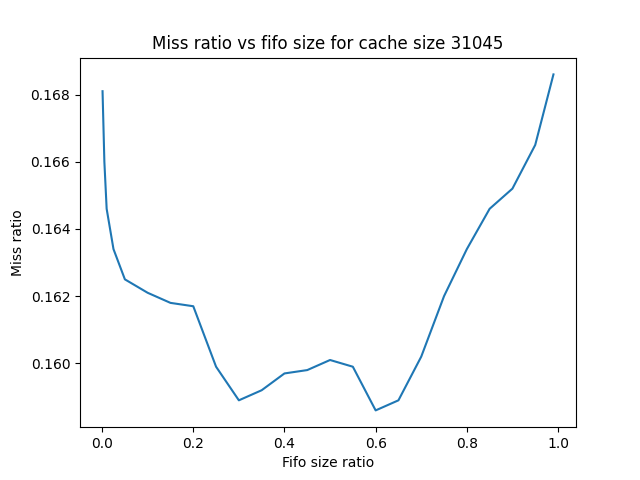 Miss ratio vs fifo size for cache size 31045
Miss ratio
0.168
0.166
0.164
0.162
0.160
0.0 0.2 0.4 0.6 0.8 1.0
Fifo size ratio